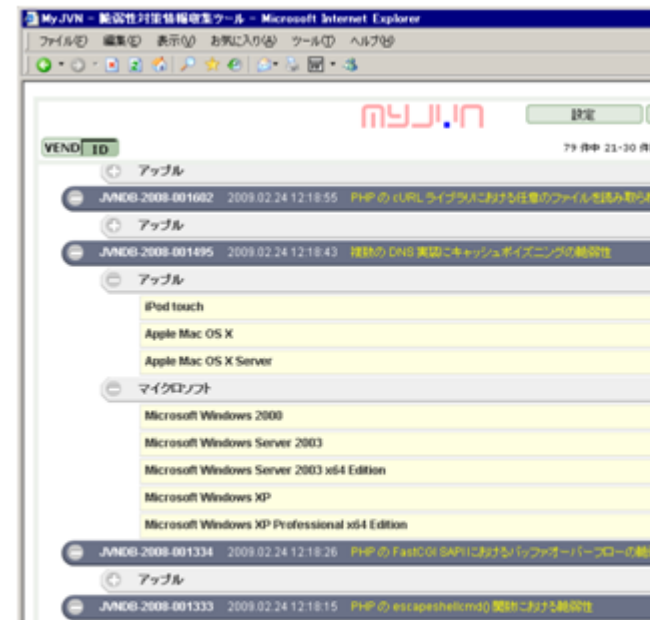 MyJVN - 脆弱性対策情報収集ツール - Microsoft Internet Explorer
ファイル(F) 編集(E) 表示(V) お気に入り(A) ツール(T) ヘルプ(H)
MyJVN 設定
VEND ID 79 件中 21-30 件
アップル
JVNDB-2008-001602 2009.02.24 12:18:55 PHP の cURL ライブラリにおける任意のファイルを読み取られ
アップル
JVNDB-2008-001495 2009.02.24 12:18:43 複数の DNS 実装にキャッシュポイズニングの脆弱性
アップル
iPod touch
Apple Mac OS X
Apple Mac OS X Server
マイクロソフト
Microsoft Windows 2000
Microsoft Windows Server 2003
Microsoft Windows Server 2003 x64 Edition
Microsoft Windows XP
Microsoft Windows XP Professional x64 Edition
JVNDB-2008-001334 2009.02.24 12:18:26 PHP の FastCGI SAPI におけるバッファオーバーフローの脆
アップル
JVNDB-2008-001333 2009.02.24 12:18:15 PHP の escapeshellcmd() 関数における脆弱性